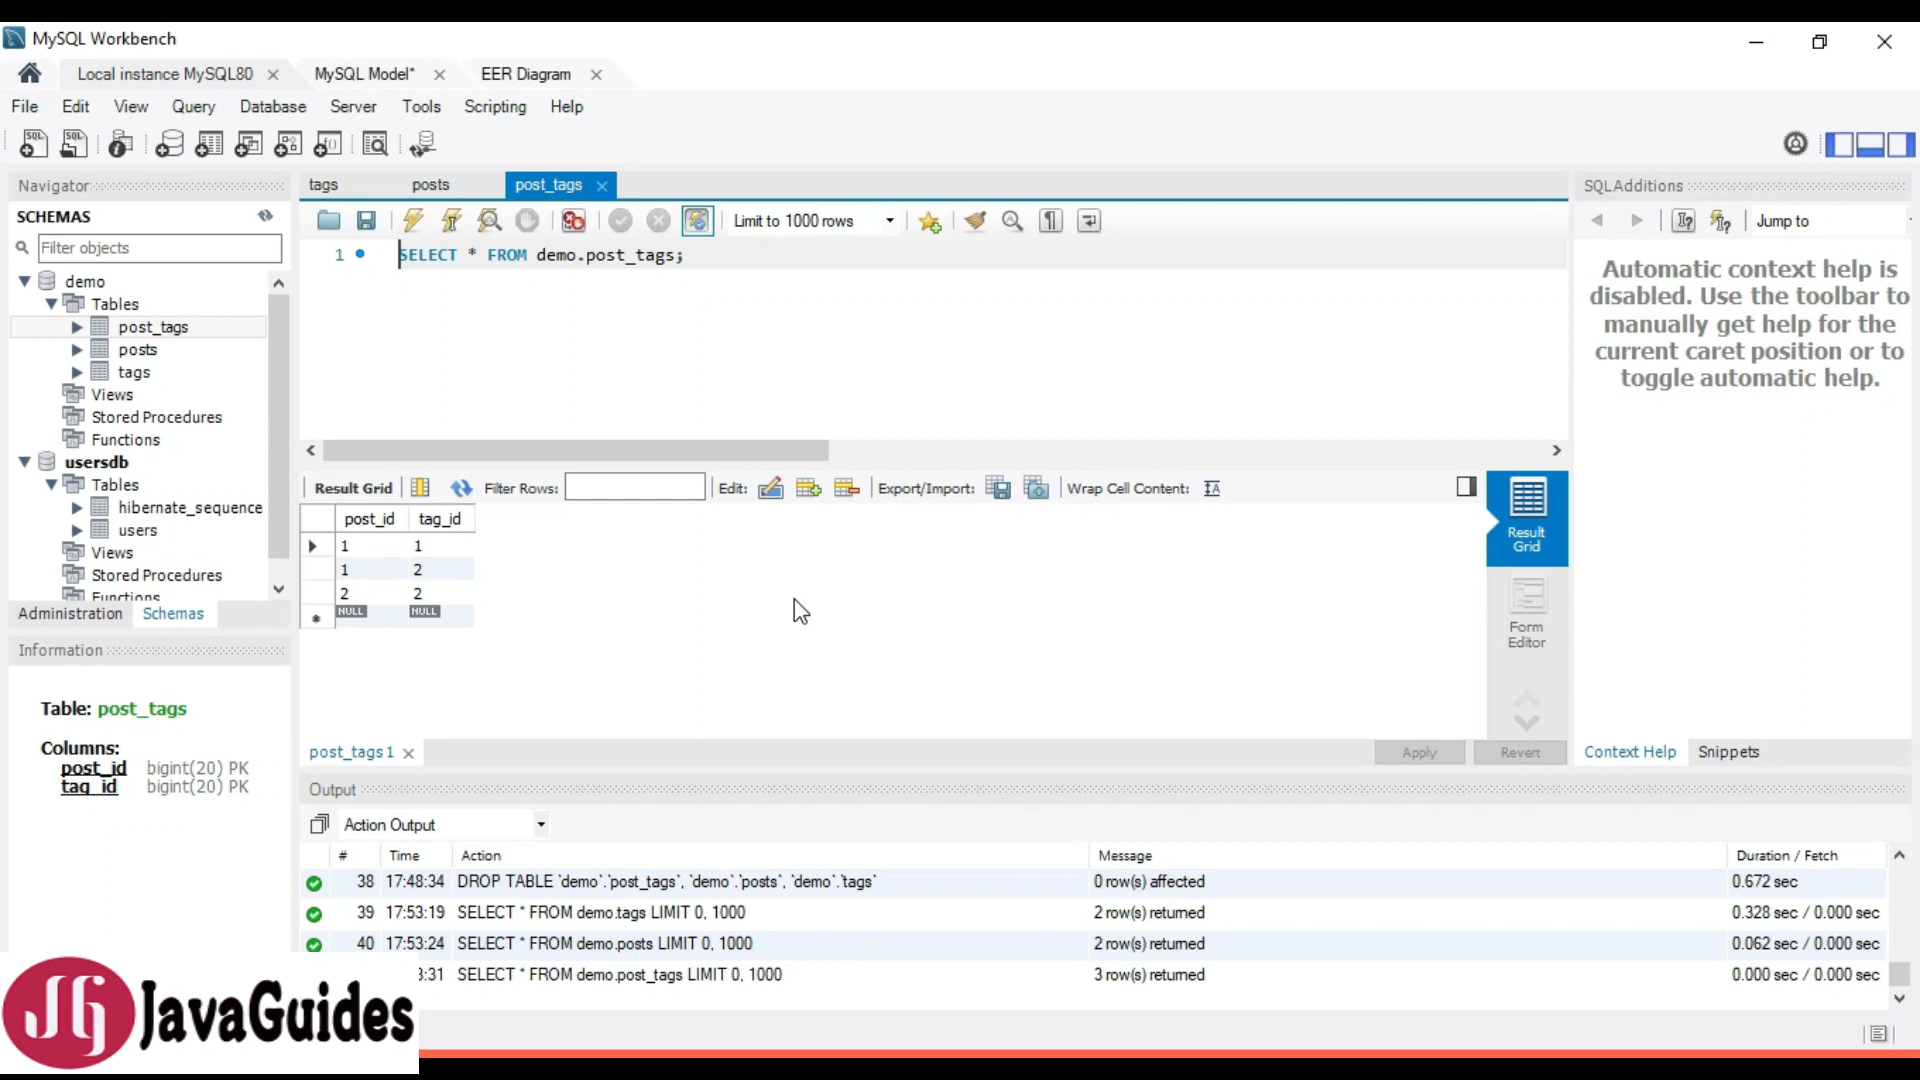 MySQL Workbench
Local instance MySQL80
MySQL Model*
EER Diagram
File Edit View Query Database Server Tools Scripting Help
Navigator
SCHEMAS
Filter objects
demo
Tables
post_tags
posts
tags
Views
Stored Procedures
Functions
usersdb
Tables
hibernate_sequence
users
Views
Stored Procedures
Functions
Administration Schemas
Information
Table: post_tags
Columns:
post_id bigint(20) PK
tag_id bigint(20) PK
tags posts post_tags
Limit to 1000 rows
1 SELECT * FROM demo.post_tags;
Result Grid Filter Rows: Edit: Export/Import: Wrap Cell Content:
post_id tag_id
1 1
1 2
2 2
NULL NULL
Result
Grid
Form
Editor
post_tags 1
Apply Revert
SQLAdditions
Jump to
Automatic context help is
disabled. Use the toolbar to
manually get help for the
current caret position or to
toggle automatic help.
Context Help Snippets
Output
Action Output
# Time Action Message Duration / Fetch
38 17:48:34 DROP TABLE `demo`.`post_tags`, `demo`.`posts`, `demo`.`tags` 0 row(s) affected 0.672 sec
39 17:53:19 SELECT * FROM demo.tags LIMIT 0, 1000 2 row(s) returned 0.328 sec / 0.000 sec
40 17:53:24 SELECT * FROM demo.posts LIMIT 0, 1000 2 row(s) returned 0.062 sec / 0.000 sec
3:31 SELECT * FROM demo.post_tags LIMIT 0, 1000 3 row(s) returned 0.000 sec / 0.000 sec
JG JavaGuides